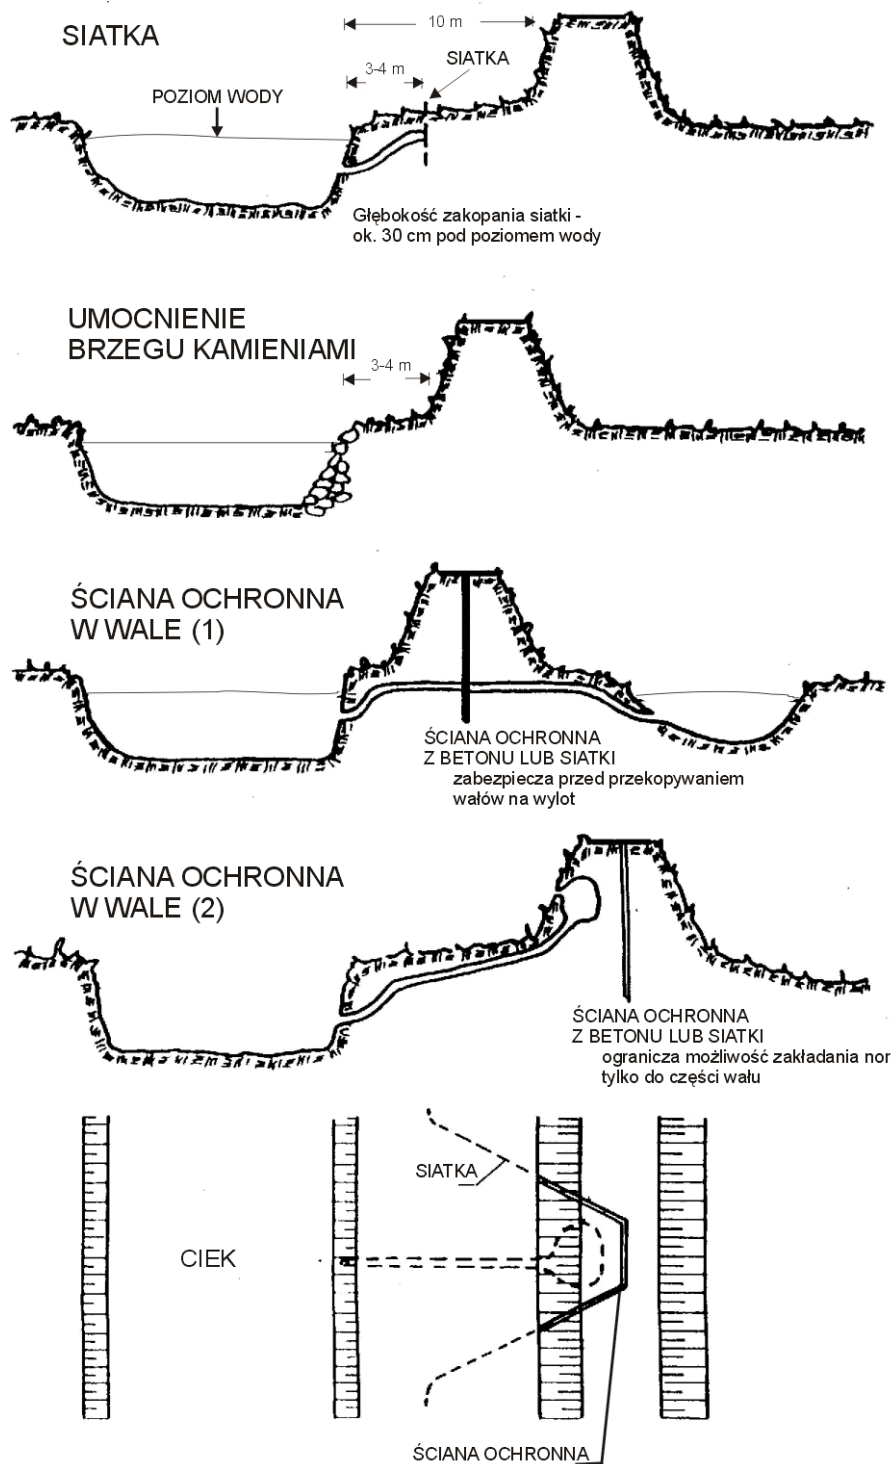 SIATKA
10 m
SIATKA
3-4 m
POZIOM WODY
Głębokość zakopania siatki -
ok. 30 cm pod poziomem wody
UMOCNIENIE
BRZEGU KAMIENIAMI
3-4 m
ŚCIANA OCHRONNA
W WALE (1)
ŚCIANA OCHRONNA
Z BETONU LUB SIATKI
zabezpiecza przed przekopywaniem
wałów na wylot
ŚCIANA OCHRONNA
W WALE (2)
ŚCIANA OCHRONNA
Z BETONU LUB SIATKI
ogranicza możliwość zakładania nor
tylko do części wału
SIATKA
CIEK
ŚCIANA OCHRONNA